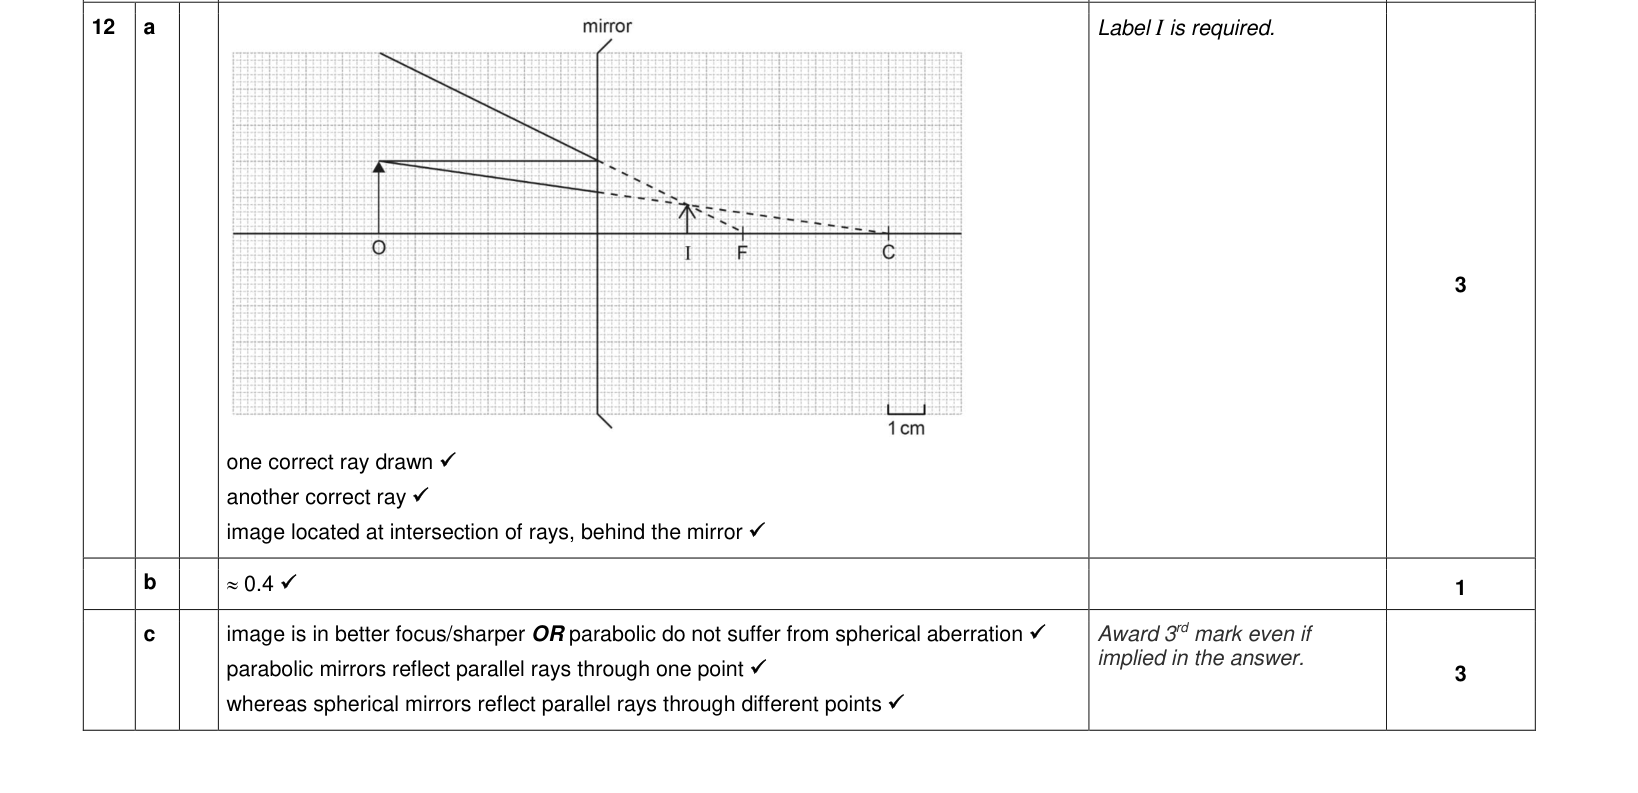 12 a
mirror
Label I is required.
O
I
F
C
1 cm
one correct ray drawn ✓
another correct ray ✓
image located at intersection of rays, behind the mirror ✓
3
b ≈ 0.4 ✓ 1
c image is in better focus/sharper OR parabolic do not suffer from spherical aberration ✓
parabolic mirrors reflect parallel rays through one point ✓
whereas spherical mirrors reflect parallel rays through different points ✓
Award 3rd mark even if
implied in the answer.
3